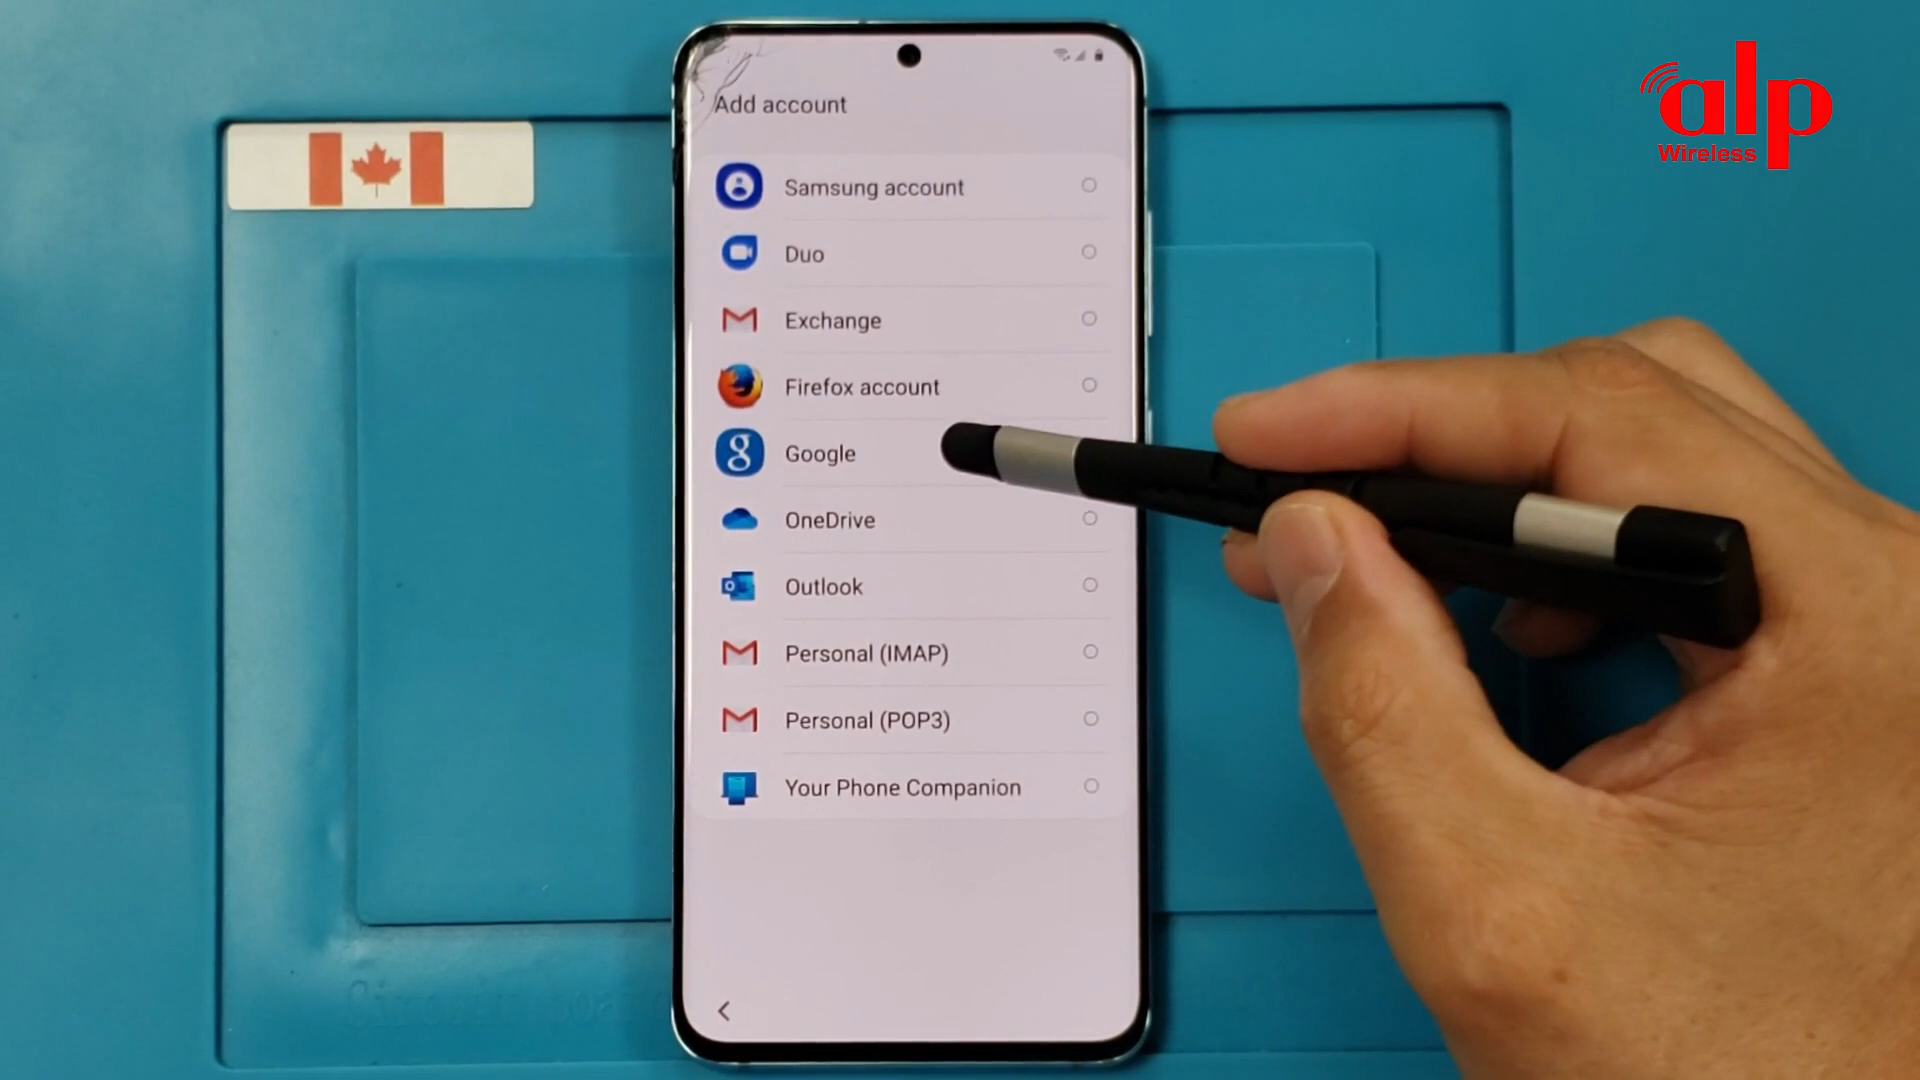 alp
Wireless
Add account
Samsung account
Duo
Exchange
Firefox account
Google
OneDrive
Outlook
Personal (IMAP)
Personal (POP3)
Your Phone Companion